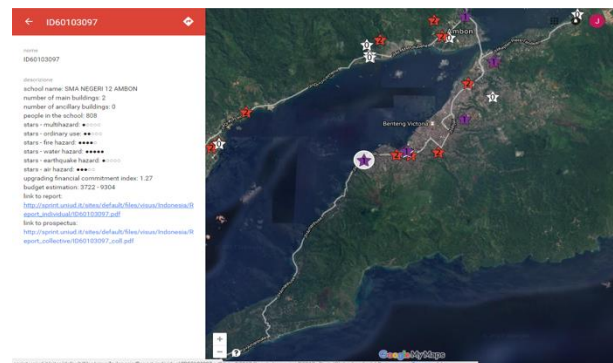 ID60103097
nome
ID60103097
descrizione
school name: SMA NEGERI 12 AMBON
number of main buildings: 2
number of ancillary buildings: 0
people in the school: 808
stars - multihazard: ●○○○○
stars - ordinary use: ●●○○○
stars - fire hazard: ●●●●○
stars - water hazard: ●●●●●
stars - earthquake hazard: ●○○○○
stars - air hazard: ●●●○○
upgrading financial commitment index: 1.27
budget estimation: 3722 - 9304
link to report:
http://sprint.uniud.it/sites/default/files/visus/Indonesia/R
eport_individual/ID60103097.pdf
link to prospectus:
http://sprint.uniud.it/sites/default/files/visus/Indonesia/R
eport_collective/ID60103097_coll.pdf
J
Ambon
Benteng Victoria
Google My Maps